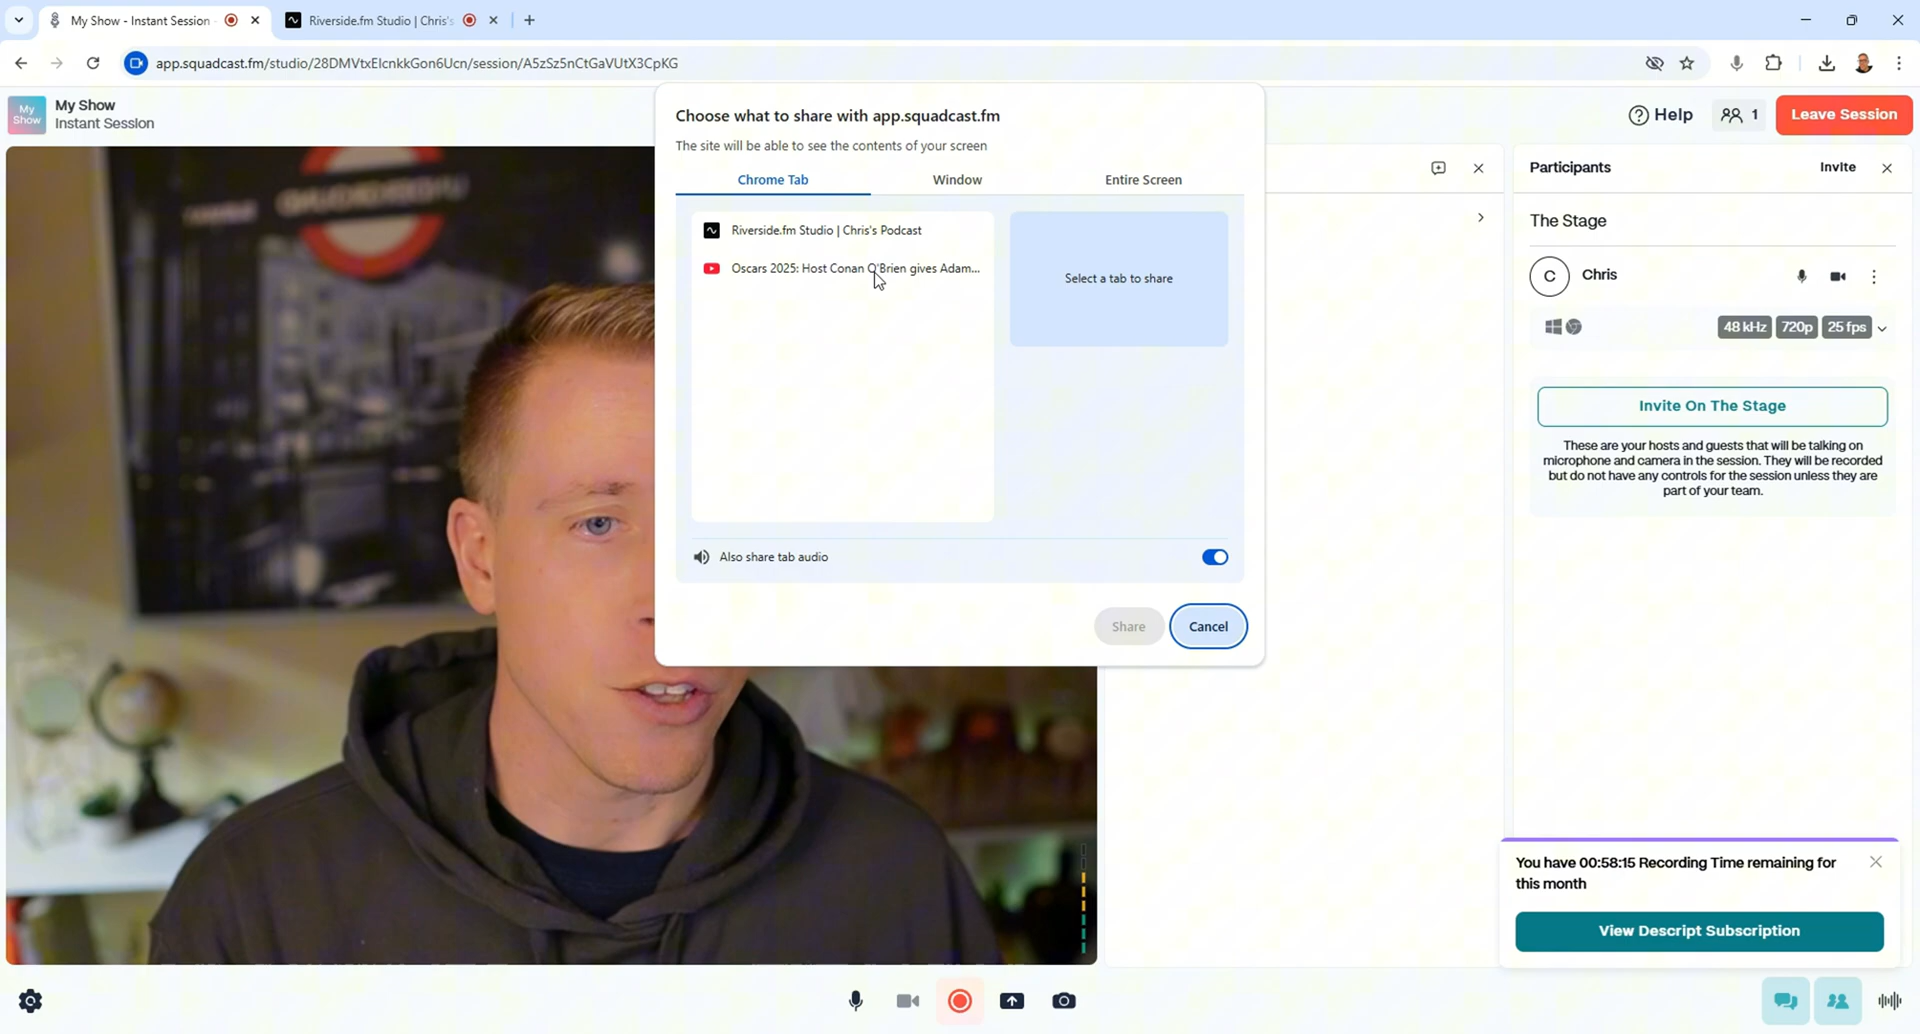 My Show - Instant Session
Riverside.fm Studio | Chris's
app.squadcast.fm/studio/28DMVtxEIcnkkGon6Ucn/session/A5zSz5nCtGaVUtX3CpKG
My Show
My Show
Instant Session
Help
1
Leave Session
Choose what to share with app.squadcast.fm
The site will be able to see the contents of your screen
Chrome Tab
Window
Entire Screen
Riverside.fm Studio | Chris's Podcast
Oscars 2025: Host Conan O'Brien gives Adam...
Select a tab to share
Also share tab audio
Share
Cancel
Participants
Invite
The Stage
C
Chris
48 kHz
720p
25 fps
Invite On The Stage
These are your hosts and guests that will be talking on
microphone and camera in the session. They will be recorded
but do not have any controls for the session unless they are
part of your team.
You have 00:58:15 Recording Time remaining for
this month
View Descript Subscription